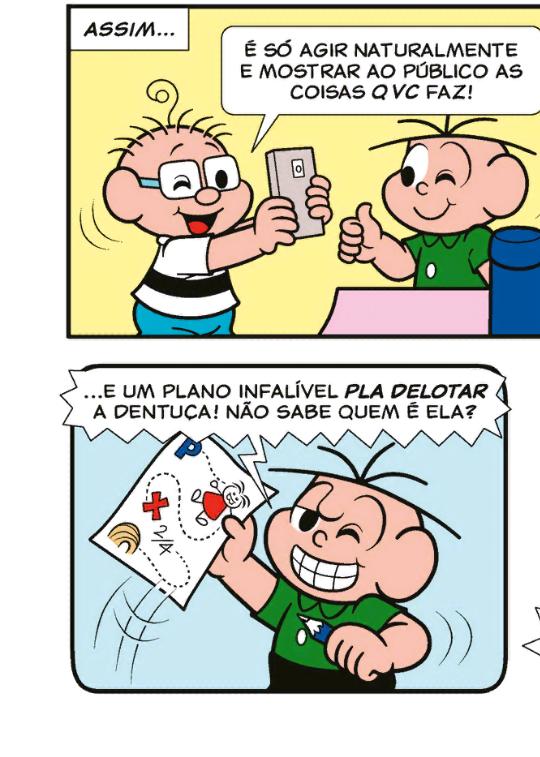 ASSIM...
É SÓ AGIR NATURALMENTE
E MOSTRAR AO PÚBLICO AS
COISAS Q VC FAZ!
...E UM PLANO INFALÍVEL PLA DELOTAR
A DENTUÇA! NÃO SABE QUEM É ELA?
P